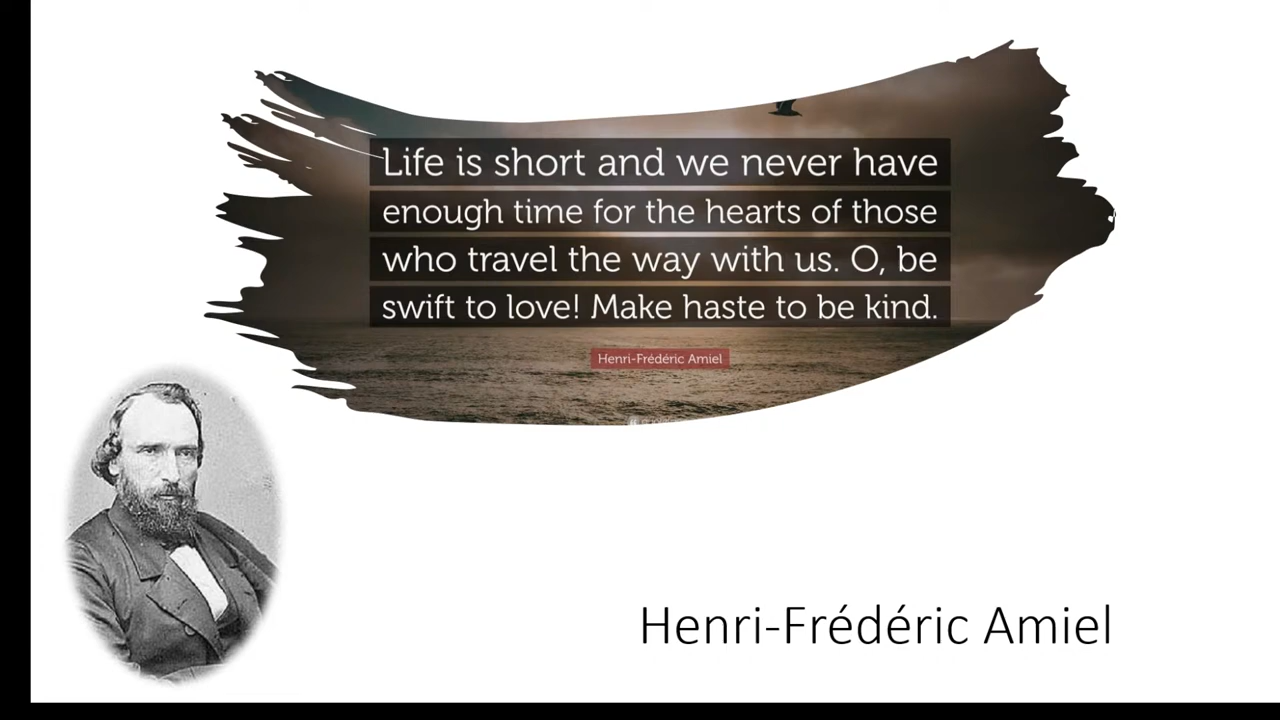 Life is short and we never have
enough time for the hearts of those
who travel the way with us. O, be
swift to love! Make haste to be kind.
Henri-Frédéric Amiel
Henri-Frédéric Amiel